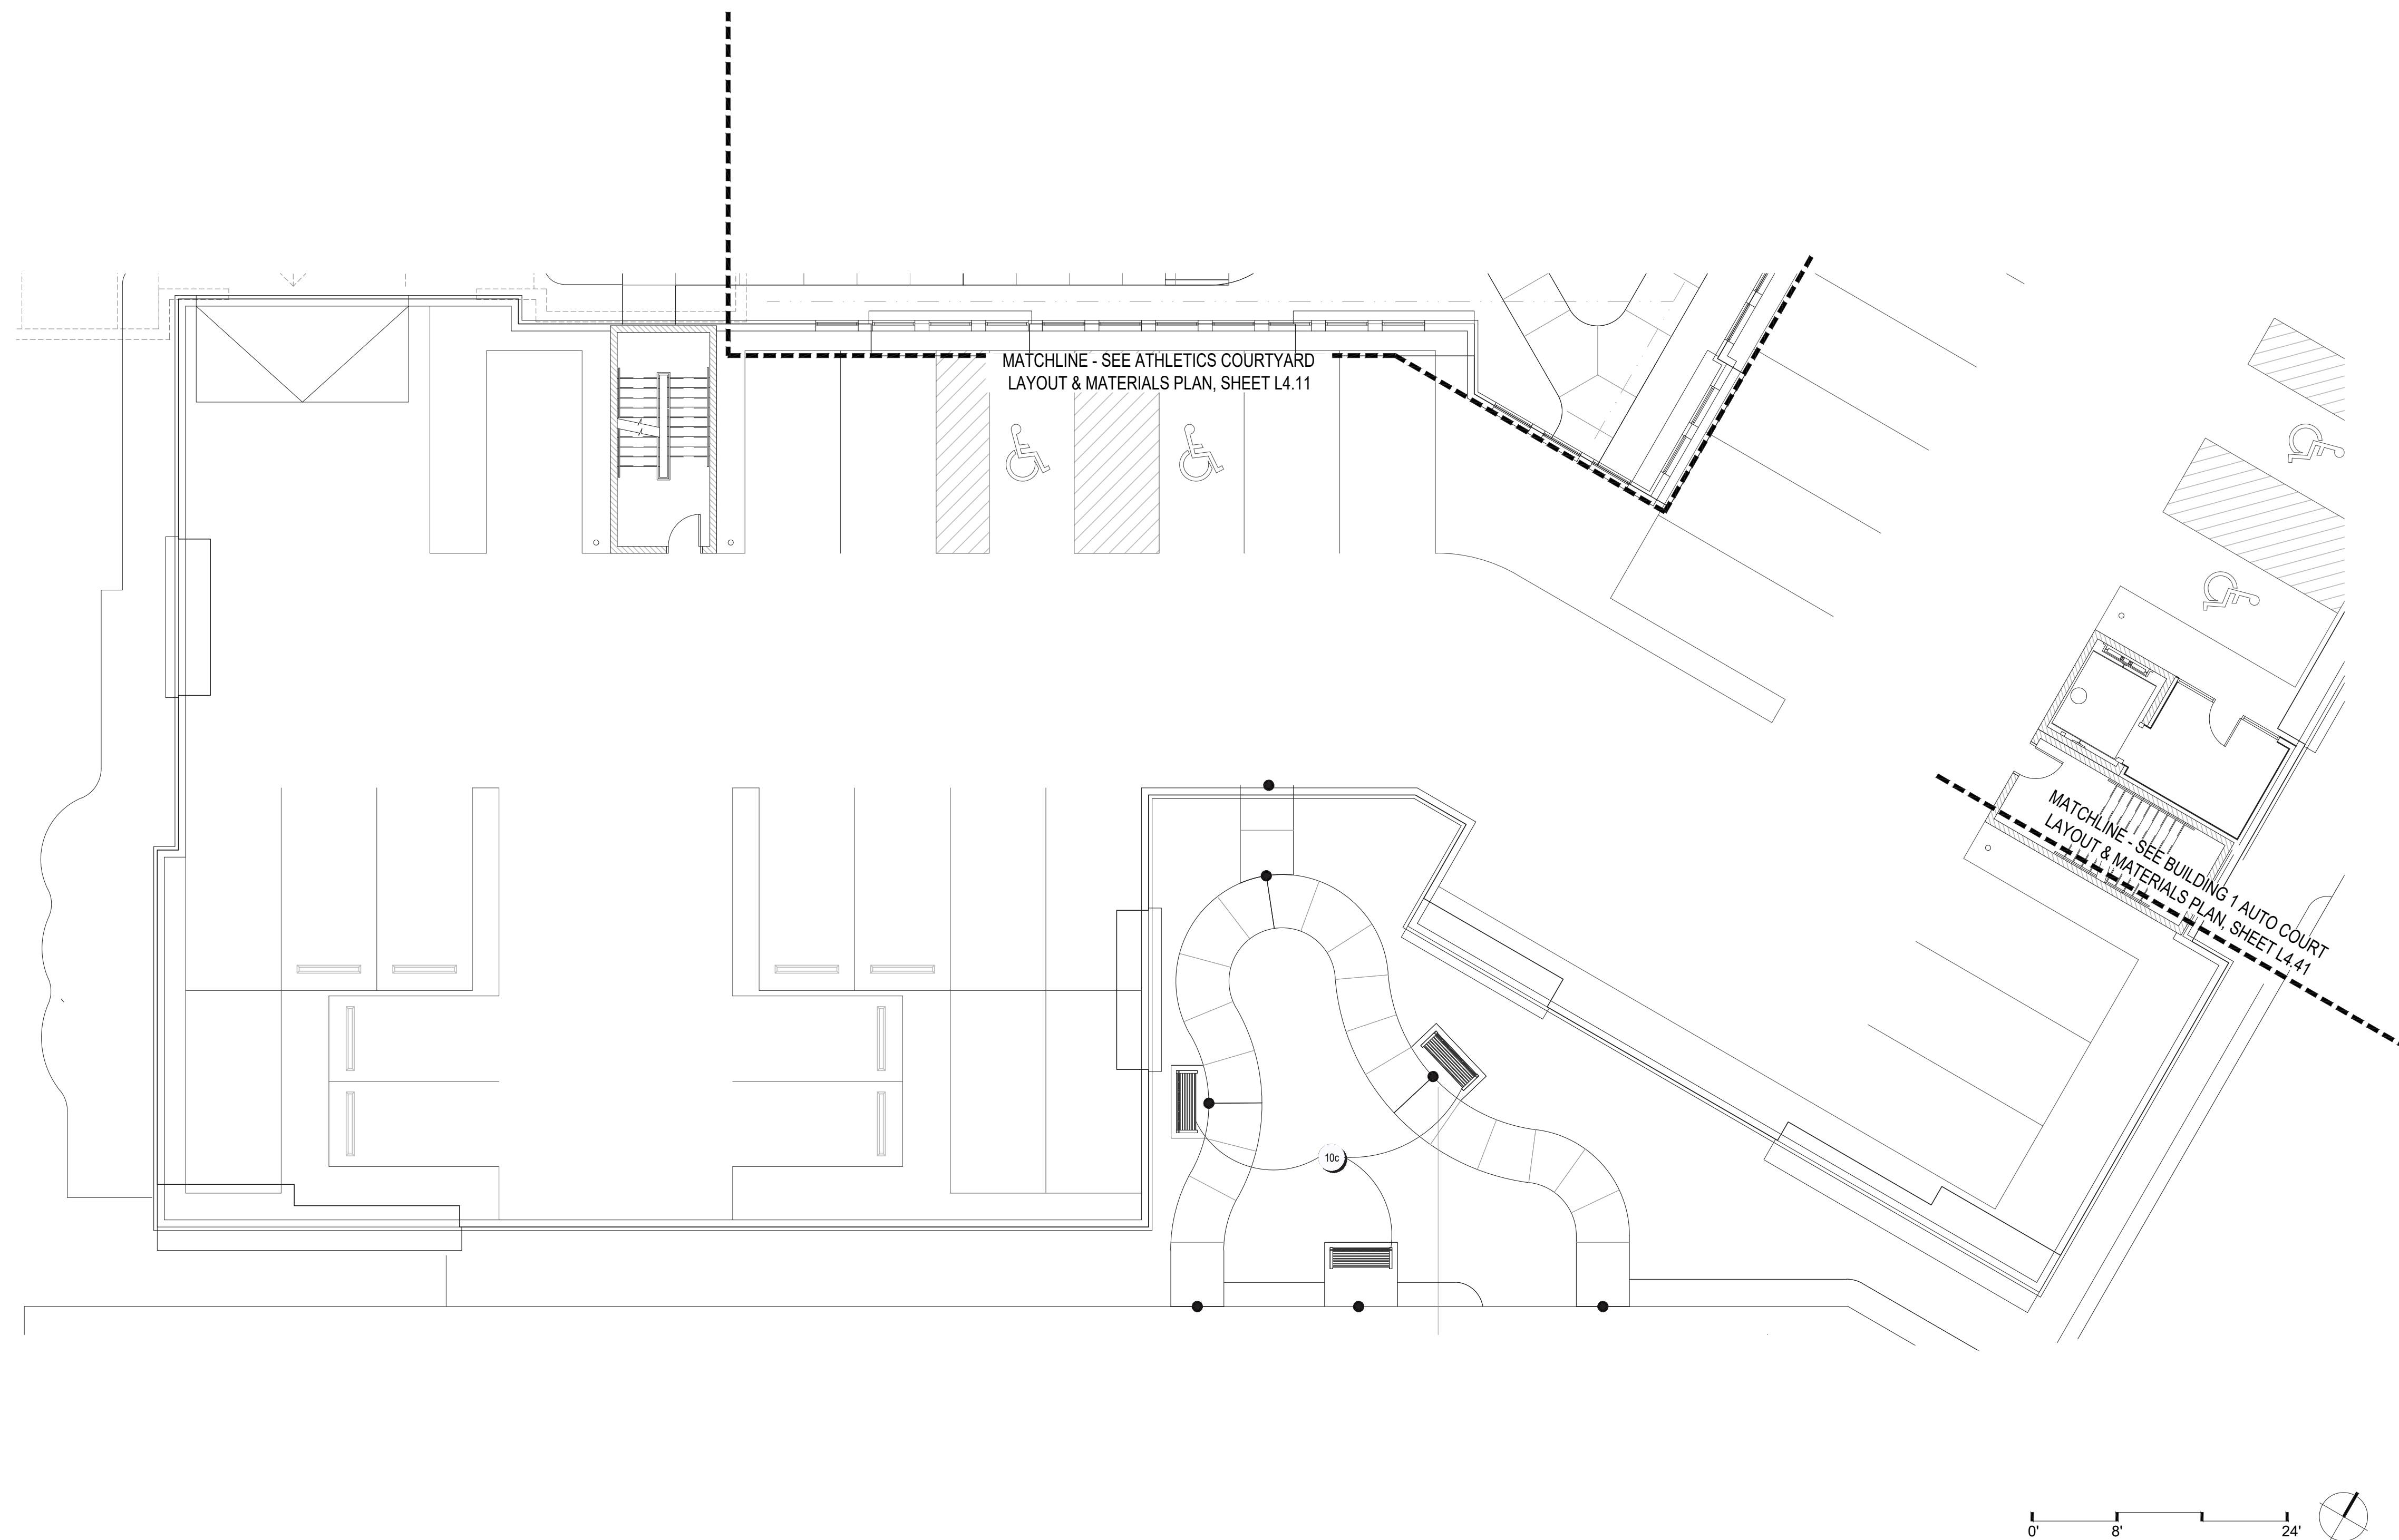 MATCHLINE - SEE ATHLETICS COURTYARD
LAYOUT & MATERIALS PLAN, SHEET L4.11
MATCHLINE - SEE BUILDING 1 AUTO COURT
LAYOUT & MATERIALS PLAN, SHEET L4.41
10c
0' 8' 24'